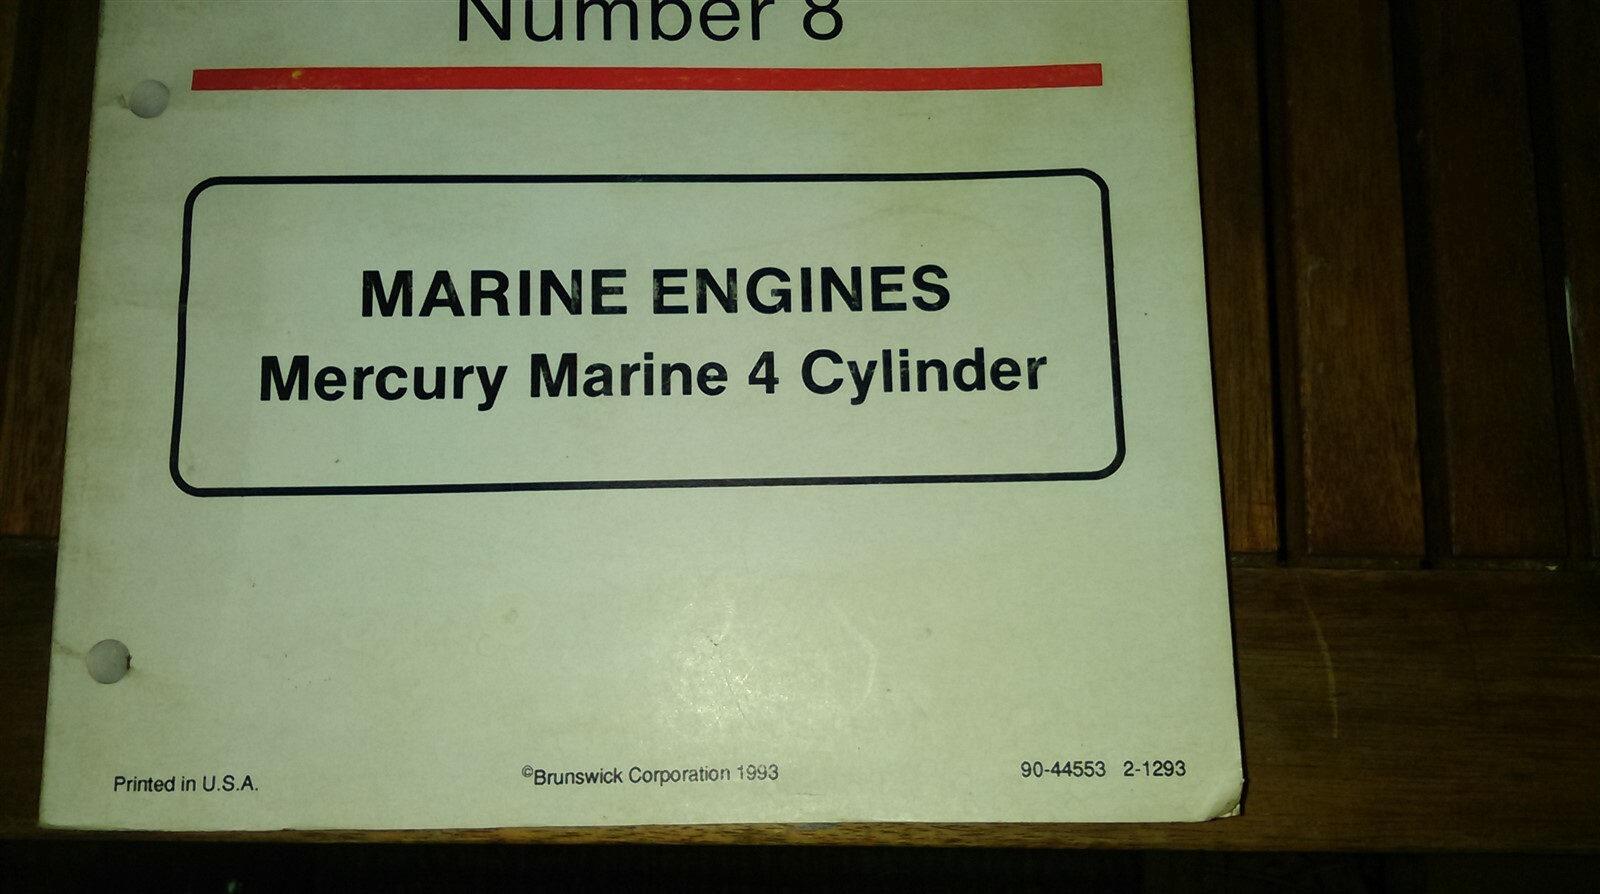 Number 8
MARINE ENGINES
Mercury Marine 4 Cylinder
Printed in U.S.A.
©Brunswick Corporation 1993
90-44553 2-1293